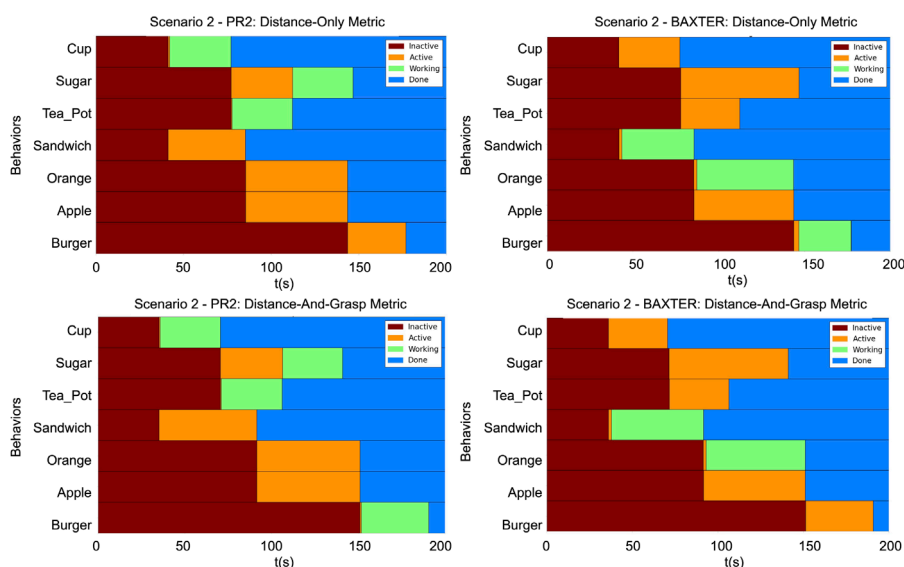 Scenario 2 - PR2: Distance-Only Metric
Behaviors
Cup
Sugar
Tea_Pot
Sandwich
Orange
Apple
Burger
Inactive
Active
Working
Done
0 50 100 150 200
t(s)
Scenario 2 - BAXTER: Distance-Only Metric
Behaviors
Cup
Sugar
Tea_Pot
Sandwich
Orange
Apple
Burger
Inactive
Active
Working
Done
0 50 100 150 200
t(s)
Scenario 2 - PR2: Distance-And-Grasp Metric
Behaviors
Cup
Sugar
Tea_Pot
Sandwich
Orange
Apple
Burger
Inactive
Active
Working
Done
0 50 100 150 200
t(s)
Scenario 2 - BAXTER: Distance-And-Grasp Metric
Behaviors
Cup
Sugar
Tea_Pot
Sandwich
Orange
Apple
Burger
Inactive
Active
Working
Done
0 50 100 150 200
t(s)